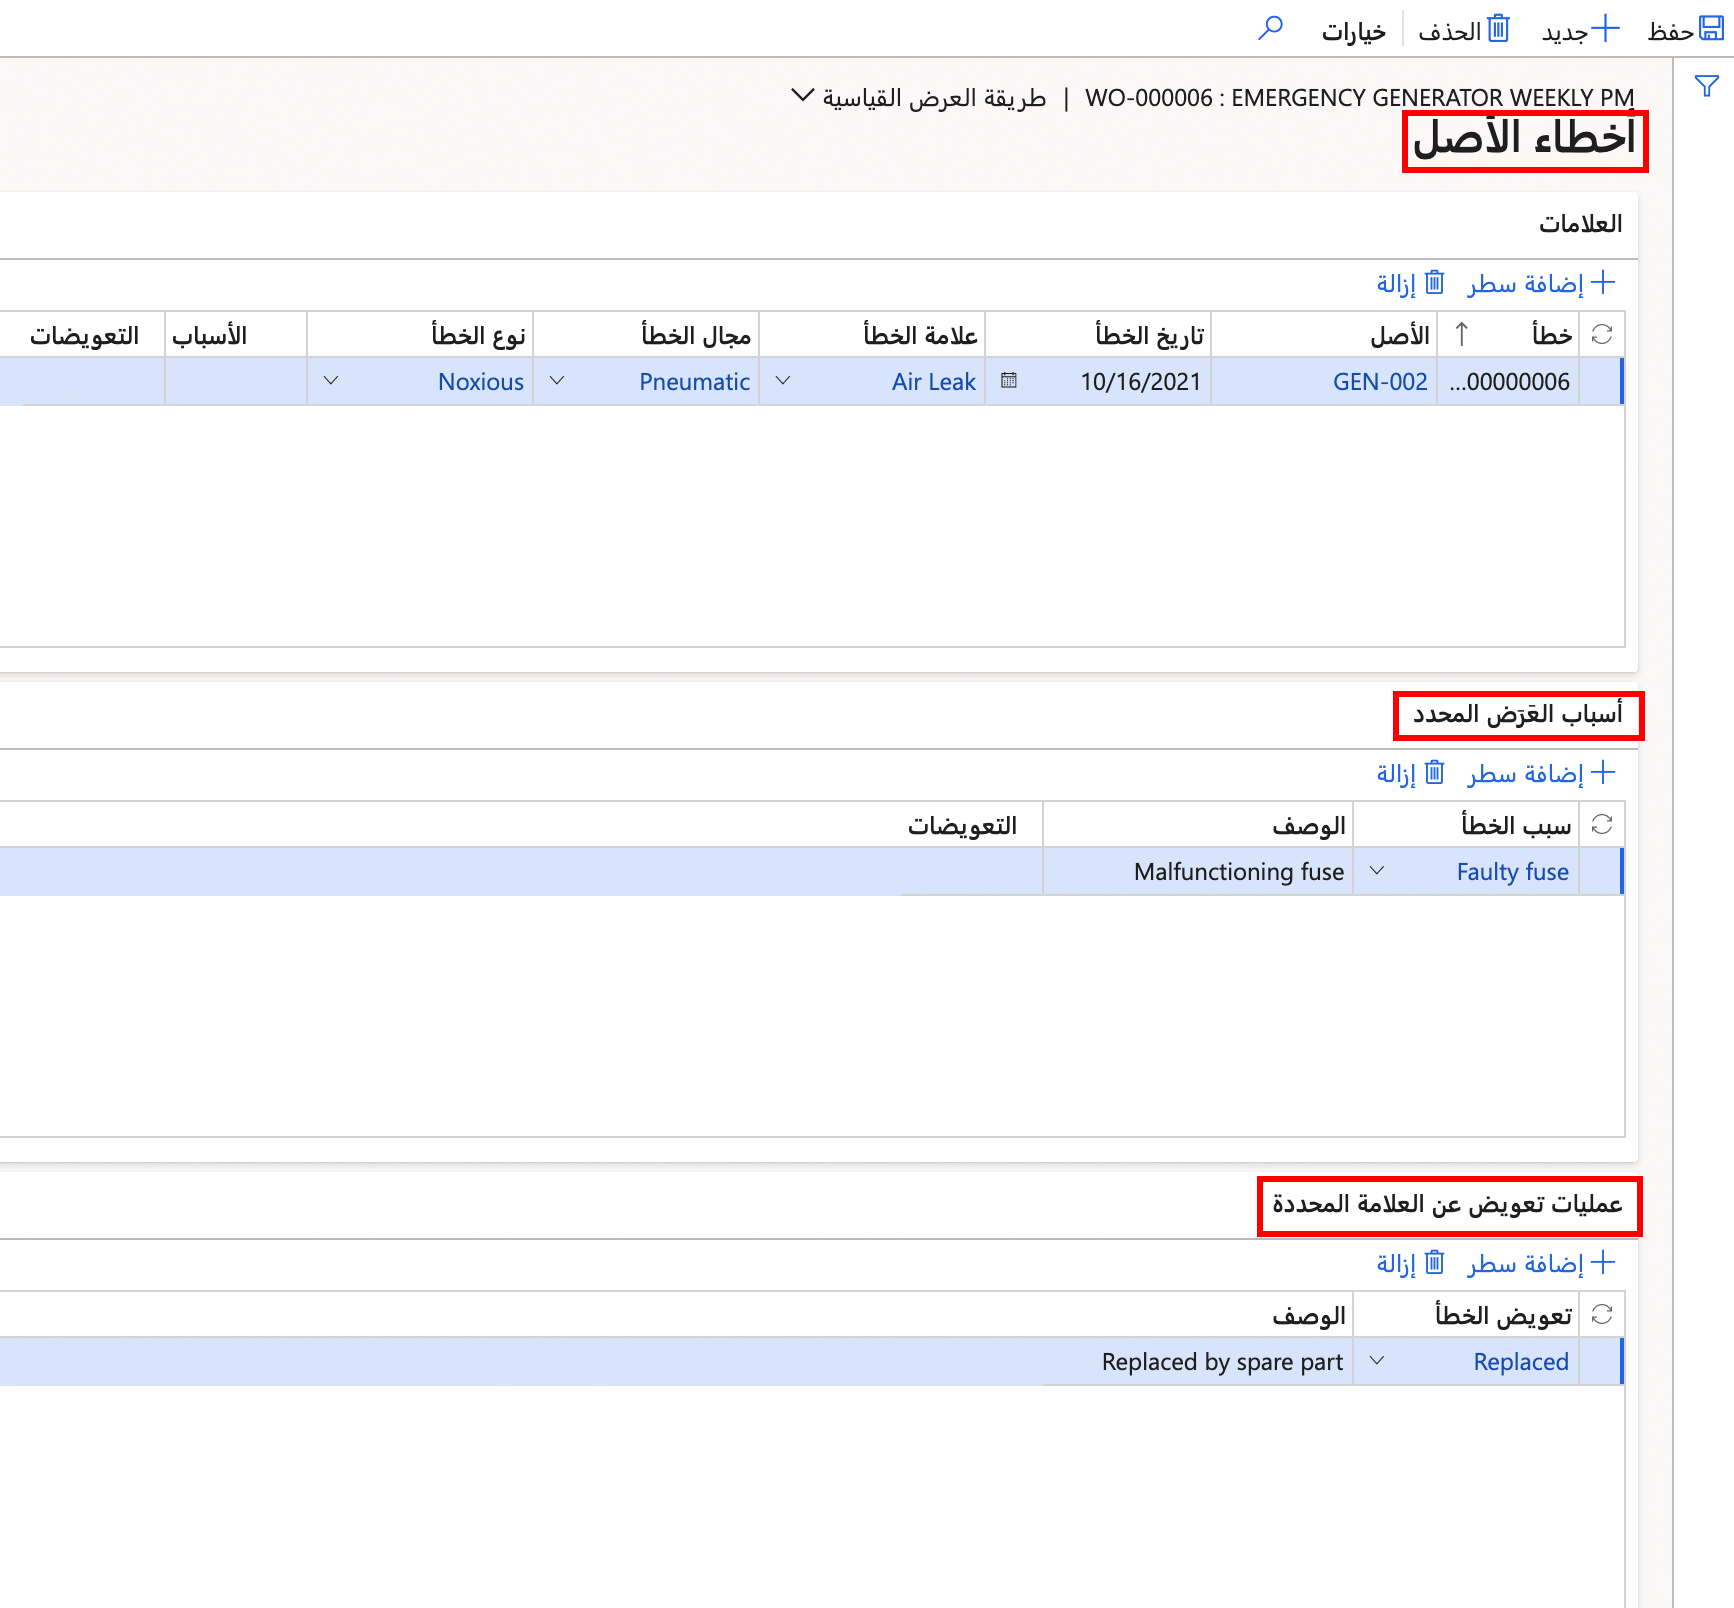 حفظ جديد الحذف خيارات
WO-000006 : EMERGENCY GENERATOR WEEKLY PM | طريقة العرض القياسية
أخطاء الأصل
العلامات
إضافة سطر إزالة
خطأ الأصل تاريخ الخطأ علامة الخطأ مجال الخطأ نوع الخطأ الأسباب التعويضات
00000006... GEN-002 10/16/2021 Air Leak Pneumatic Noxious
أسباب العَرَض المحدد
إضافة سطر إزالة
سبب الخطأ الوصف التعويضات
Faulty fuse Malfunctioning fuse
عمليات تعويض عن العلامة المحددة
إضافة سطر إزالة
تعويض الخطأ الوصف
Replaced Replaced by spare part